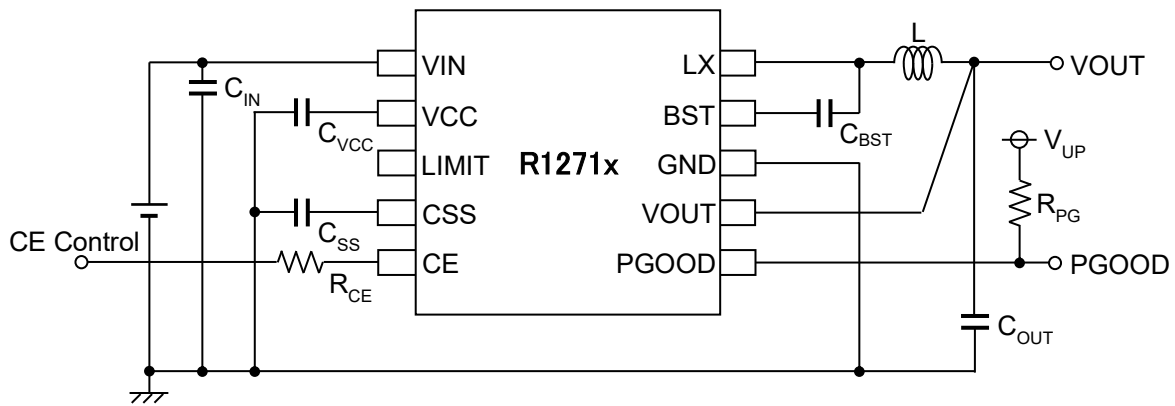 L
VIN
LX
VOUT
C_IN
VCC
BST
C_VCC
C_BST
LIMIT
R1271x
GND
V_UP
CSS
VOUT
R_PG
C_SS
CE Control
CE
PGOOD
PGOOD
R_CE
C_OUT